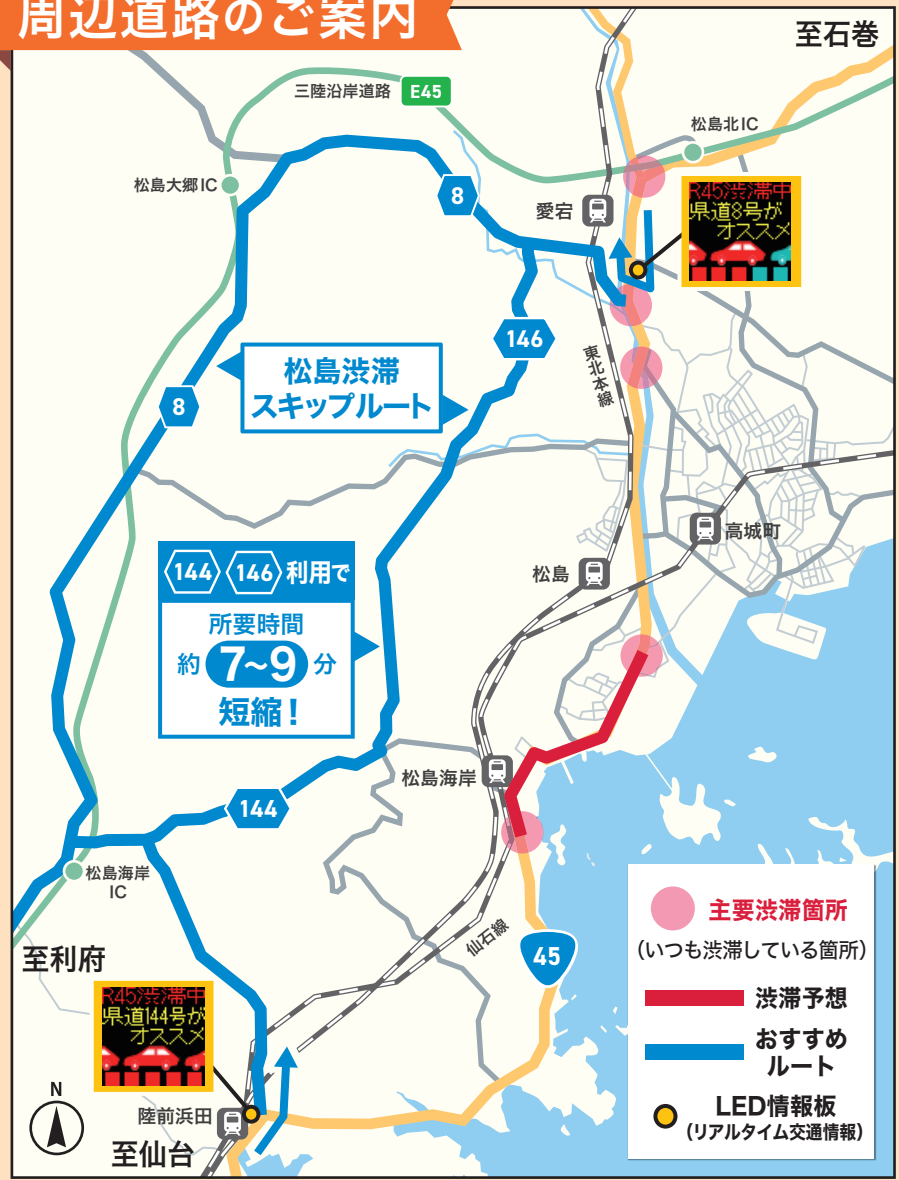 周辺道路のご案内
至石巻
三陸沿岸道路 E45
松島北IC
松島大郷IC
愛宕
8
R45渋滞中
県道8号が
オススメ
146
東北本線
松島渋滞
スキップルート
8
高城町
144 146 利用で
所要時間
約 7~9 分
短縮!
松島
松島海岸
144
松島海岸
IC
仙石線
45
至利府
R45渋滞中
県道144号が
オススメ
陸前浜田
至仙台
N
主要渋滞箇所
(いつも渋滞している箇所)
渋滞予想
おすすめ
ルート
LED情報板
(リアルタイム交通情報)